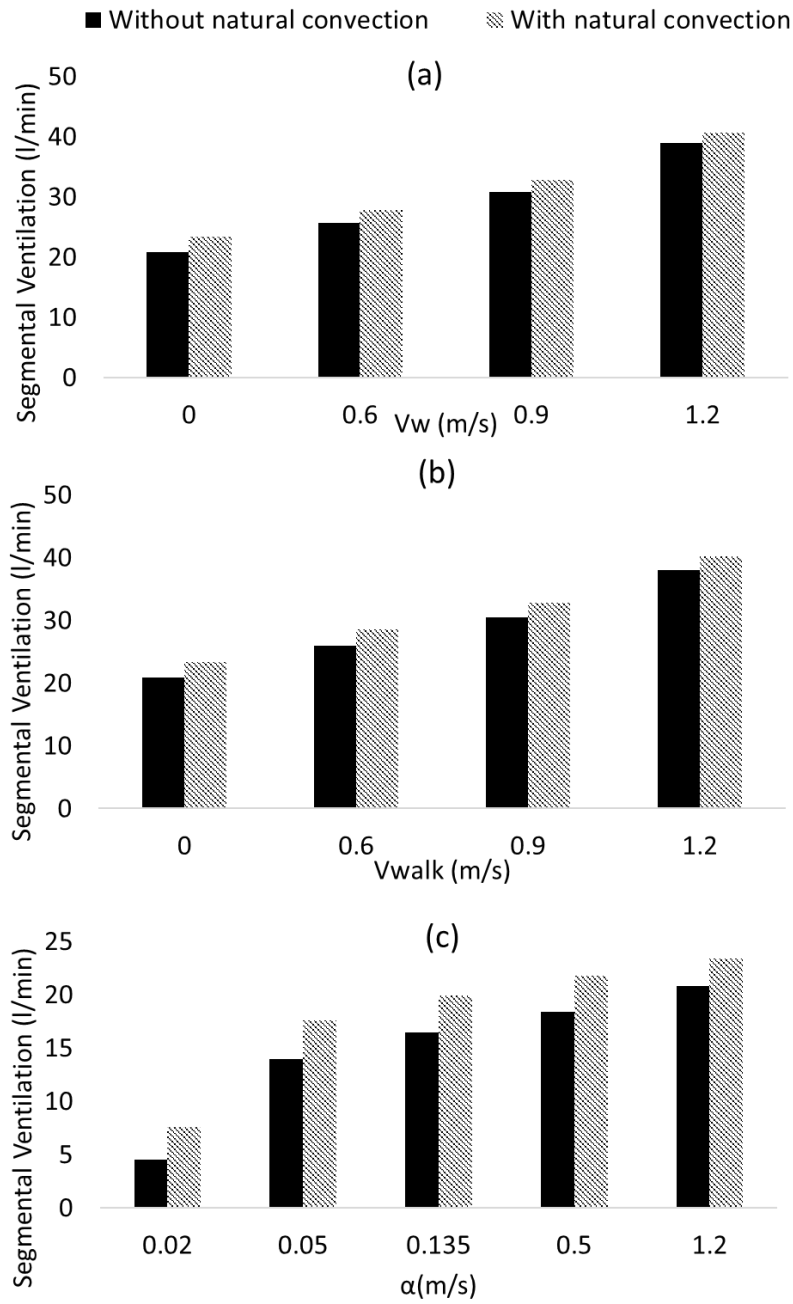 Without natural convection With natural convection
(a)
Segmental Ventilation (l/min)
50
40
30
20
10
0
0 0.6 0.9 1.2
Vw (m/s)
(b)
Segmental Ventilation (l/min)
50
40
30
20
10
0
0 0.6 0.9 1.2
Vwalk (m/s)
(c)
Segmental Ventilation (l/min)
25
20
15
10
5
0
0.02 0.05 0.135 0.5 1.2
α(m/s)